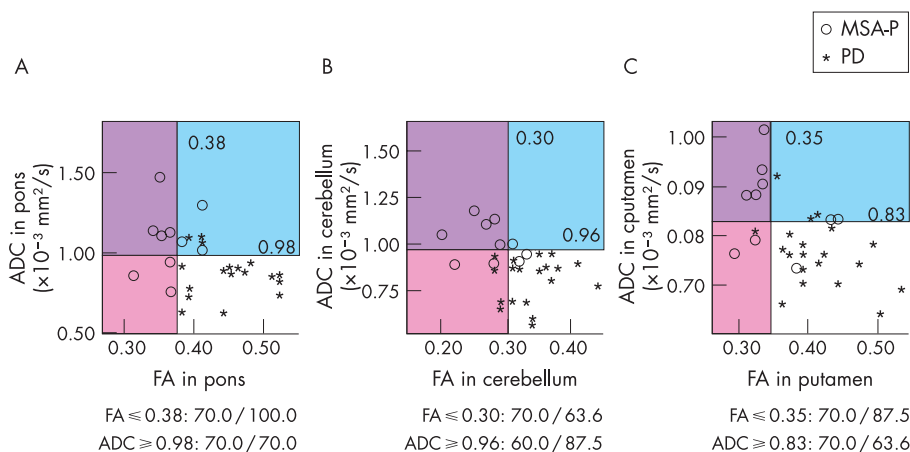 MSA-P
PD
A
B
C
0.38
0.98
1.50
1.00
0.50
ADC in pons
(×10⁻³ mm²/s)
0.30 0.40 0.50
FA in pons
FA ≤ 0.38: 70.0 / 100.0
ADC ≥ 0.98: 70.0 / 70.0
0.30
0.96
1.50
1.00
0.75
ADC in cerebellum
(×10⁻³ mm²/s)
0.20 0.30 0.40
FA in cerebellum
FA ≤ 0.30: 70.0 / 63.6
ADC ≥ 0.96: 60.0 / 87.5
0.35
0.83
1.00
0.09
0.08
0.70
ADC in cputamen
(×10⁻³ mm²/s)
0.30 0.40 0.50
FA in putamen
FA ≤ 0.35: 70.0 / 87.5
ADC ≥ 0.83: 70.0 / 63.6